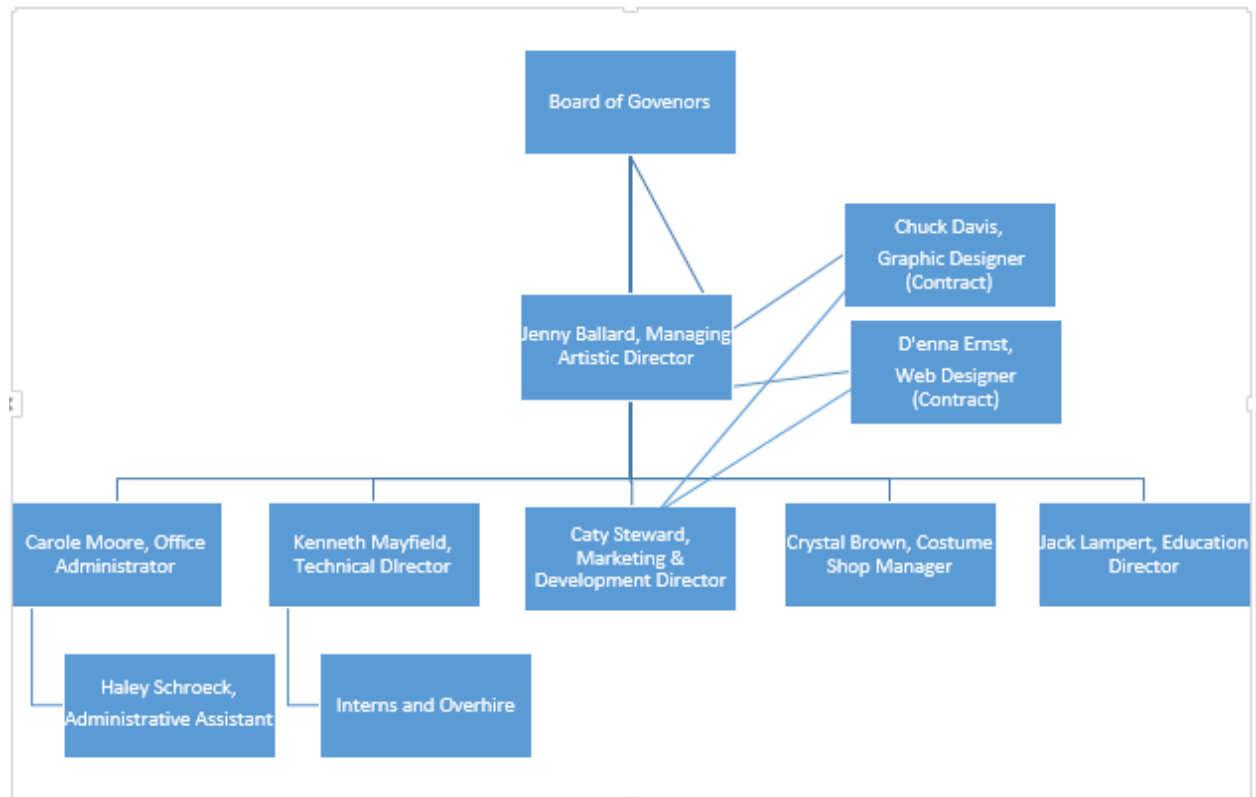 Board of Govenors
Chuck Davis,
Graphic Designer
(Contract)
Jenny Ballard, Managing
Artistic Director
D'enna Ernst,
Web Designer
(Contract)
Carole Moore, Office
Administrator
Kenneth Mayfield,
Technical DIrector
Caty Steward,
Marketing &
Development Director
Crystal Brown, Costume
Shop Manager
Jack Lampert, Education
Director
Haley Schroeck,
Administrative Assistant
Interns and Overhire